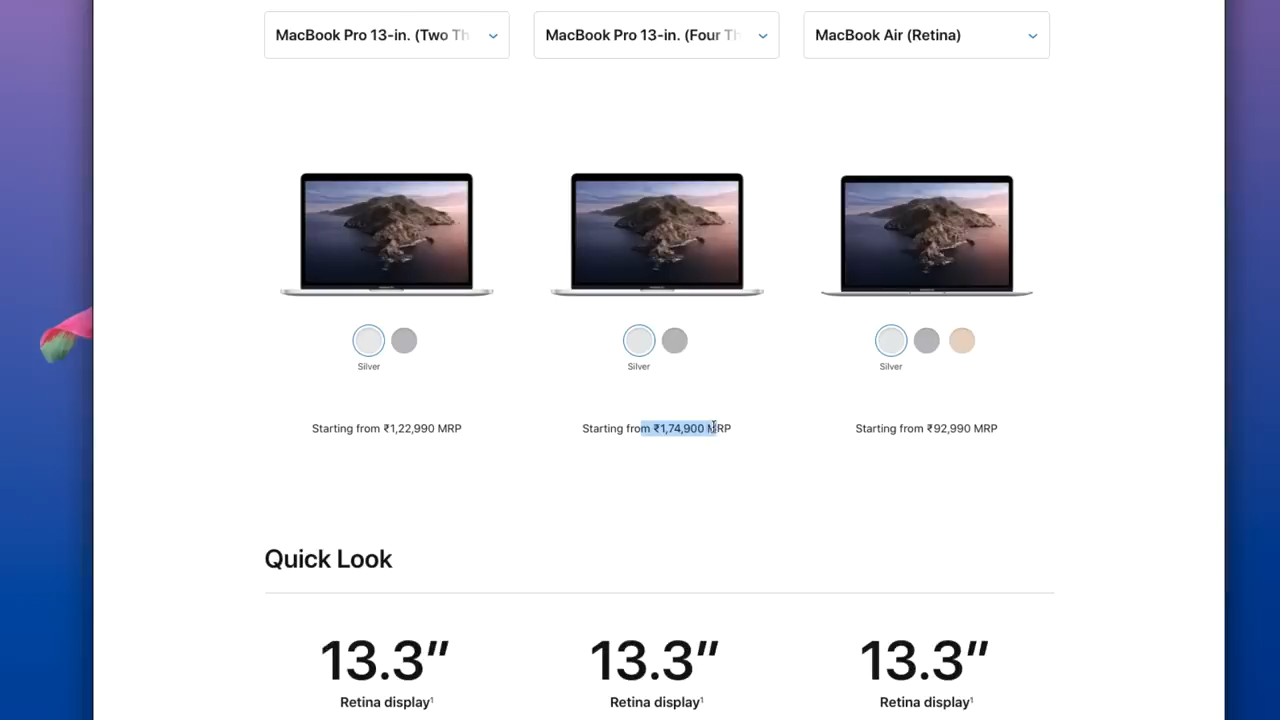 MacBook Pro 13-in. (Two Th
MacBook Pro 13-in. (Four Th
MacBook Air (Retina)
Silver
Silver
Silver
Starting from ₹1,22,990 MRP
Starting from ₹1,74,900 MRP
Starting from ₹92,990 MRP
Quick Look
13.3″
13.3″
13.3″
Retina display¹
Retina display¹
Retina display¹